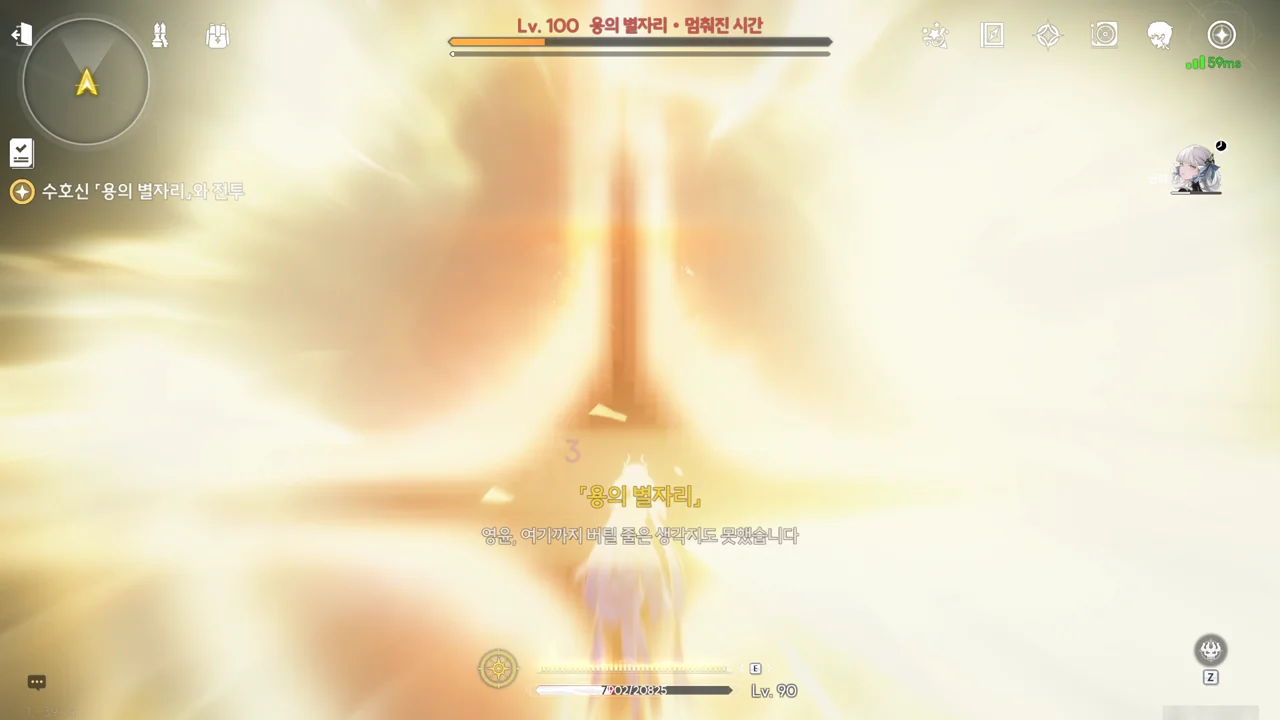 Lv. 100 용의 별자리 • 멈춰진 시간
59ms
수호신 「용의 별자리」와 전투
3
「용의 별자리」
영윤, 여기까지 버틸 줄은 생각지도 못했습니다
E
7902/20825
Lv. 90
Z